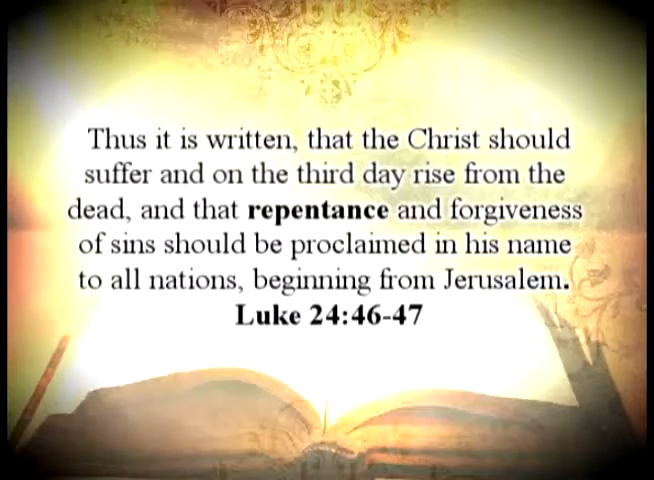 Thus it is written, that the Christ should
suffer and on the third day rise from the
dead, and that repentance and forgiveness
of sins should be proclaimed in his name
to all nations, beginning from Jerusalem.
Luke 24:46-47